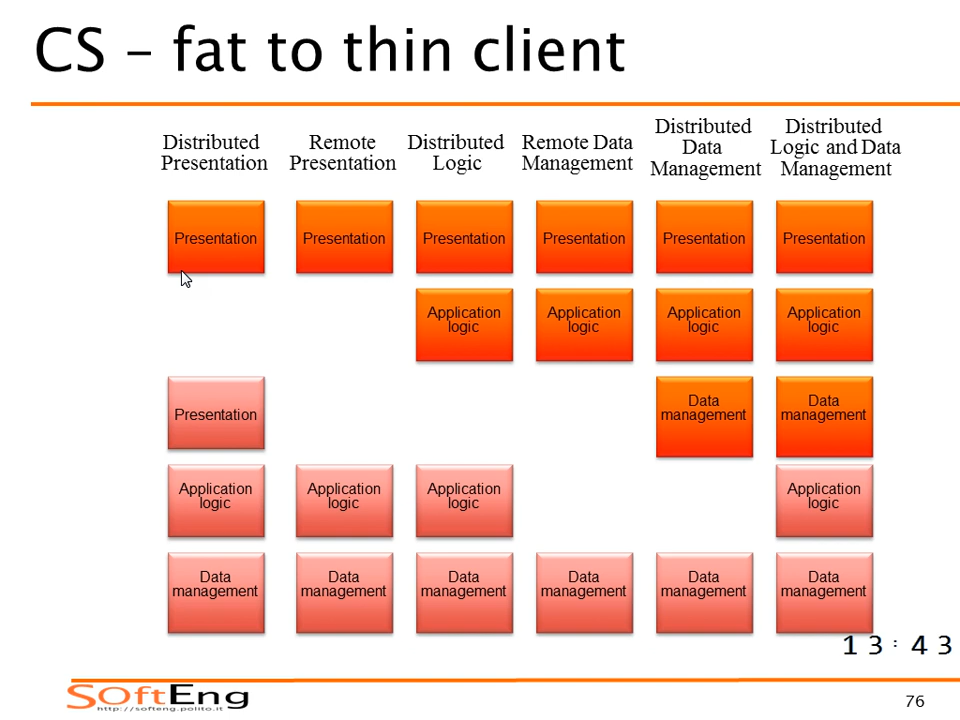 CS – fat to thin client
Distributed
Presentation
Remote
Presentation
Distributed
Logic
Remote Data
Management
Distributed
Data
Management
Distributed
Logic and Data
Management
Presentation
Presentation
Presentation
Presentation
Presentation
Presentation
Application
logic
Application
logic
Application
logic
Application
logic
Presentation
Data
management
Data
management
Application
logic
Application
logic
Application
logic
Application
logic
Data
management
Data
management
Data
management
Data
management
Data
management
Data
management
13:43
SoftEng
http://softeng.polito.it
76